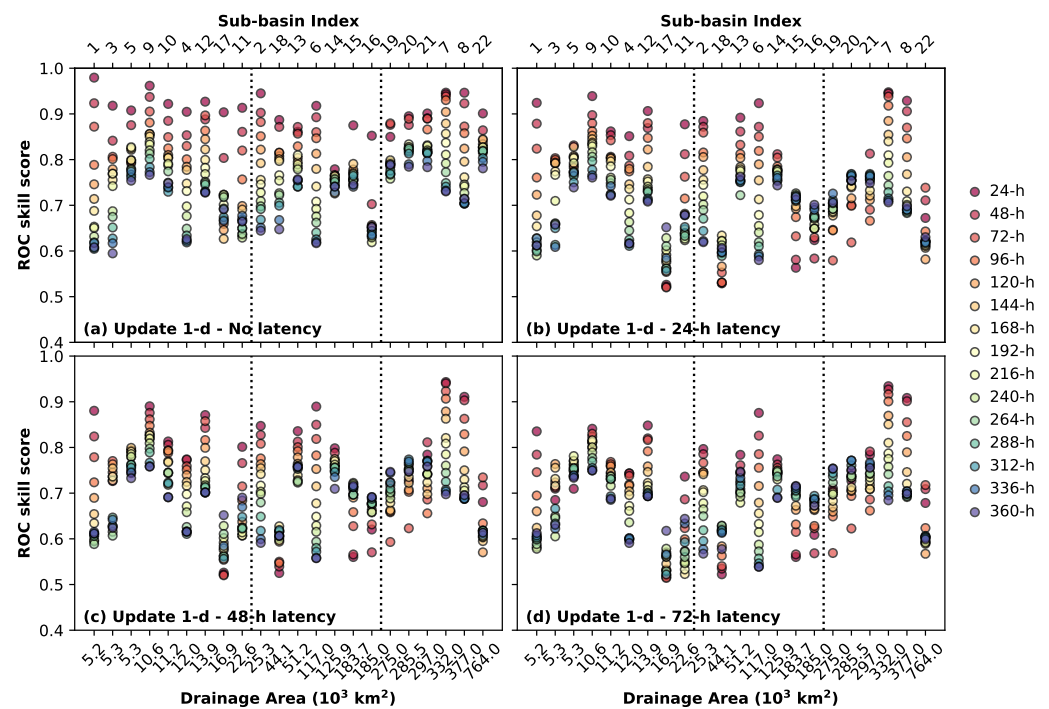 Sub-basin Index
Sub-basin Index
1 3 5 9 10 4 12 17 11 2 18 13 6 14 15 16 19 20 21 7 8 22
1 3 5 9 10 4 12 17 11 2 18 13 6 14 15 16 19 20 21 7 8 22
1.0
0.9
0.8
0.7
0.6
0.5
0.4
ROC skill score
(a) Update 1-d - No latency
(b) Update 1-d - 24-h latency
1.0
0.9
0.8
0.7
0.6
0.5
0.4
ROC skill score
(c) Update 1-d - 48-h latency
(d) Update 1-d - 72-h latency
5.2 5.3 5.3 10.6 11.2 12.0 13.9 16.9 22.6 25.3 44.1 51.2 117.0 125.9 183.7 185.0 275.0 285.5 297.0 332.0 377.0 764.0
5.2 5.3 5.3 10.6 11.2 12.0 13.9 16.9 22.6 25.3 44.1 51.2 117.0 125.9 183.7 185.0 275.0 285.5 297.0 332.0 377.0 764.0
Drainage Area (10³ km²)
Drainage Area (10³ km²)
24-h
48-h
72-h
96-h
120-h
144-h
168-h
192-h
216-h
240-h
264-h
288-h
312-h
336-h
360-h